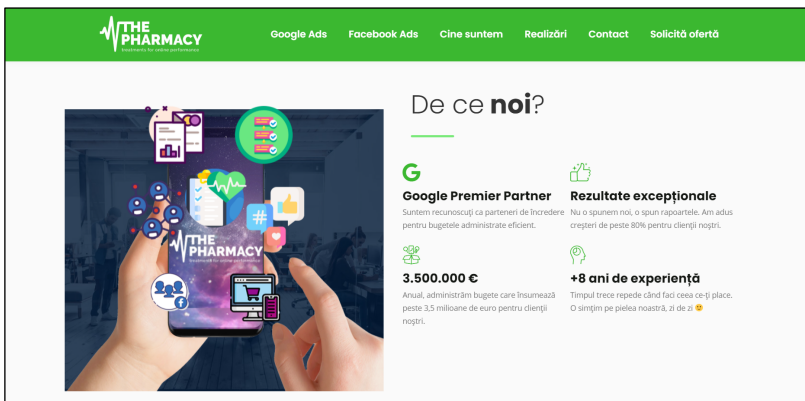 THE
PHARMACY
treatments for online performance
Google Ads
Facebook Ads
Cine suntem
Realizări
Contact
Solicită ofertă
De ce noi?
THE
PHARMACY
treatments for online performance
Google Premier Partner
Suntem recunoscuți ca parteneri de încredere
pentru bugetele administrate eficient.
Rezultate excepționale
Nu o spunem noi, o spun rapoartele. Am adus
creșteri de peste 80% pentru clienții noștri.
3.500.000 €
Anual, administrăm bugete care însumează
peste 3,5 milioane de euro pentru clienții
noștri.
+8 ani de experiență
Timpul trece repede când faci ceea ce-ți place.
O simțim pe pielea noastră, zi de zi 🙂